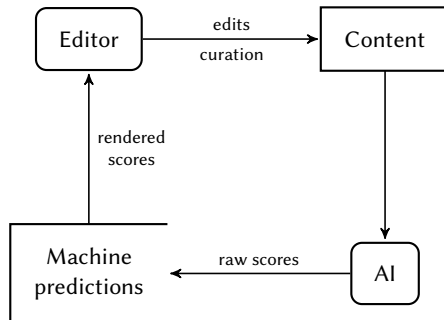 Editor
edits
curation
Content
rendered
scores
Machine
predictions
raw scores
AI